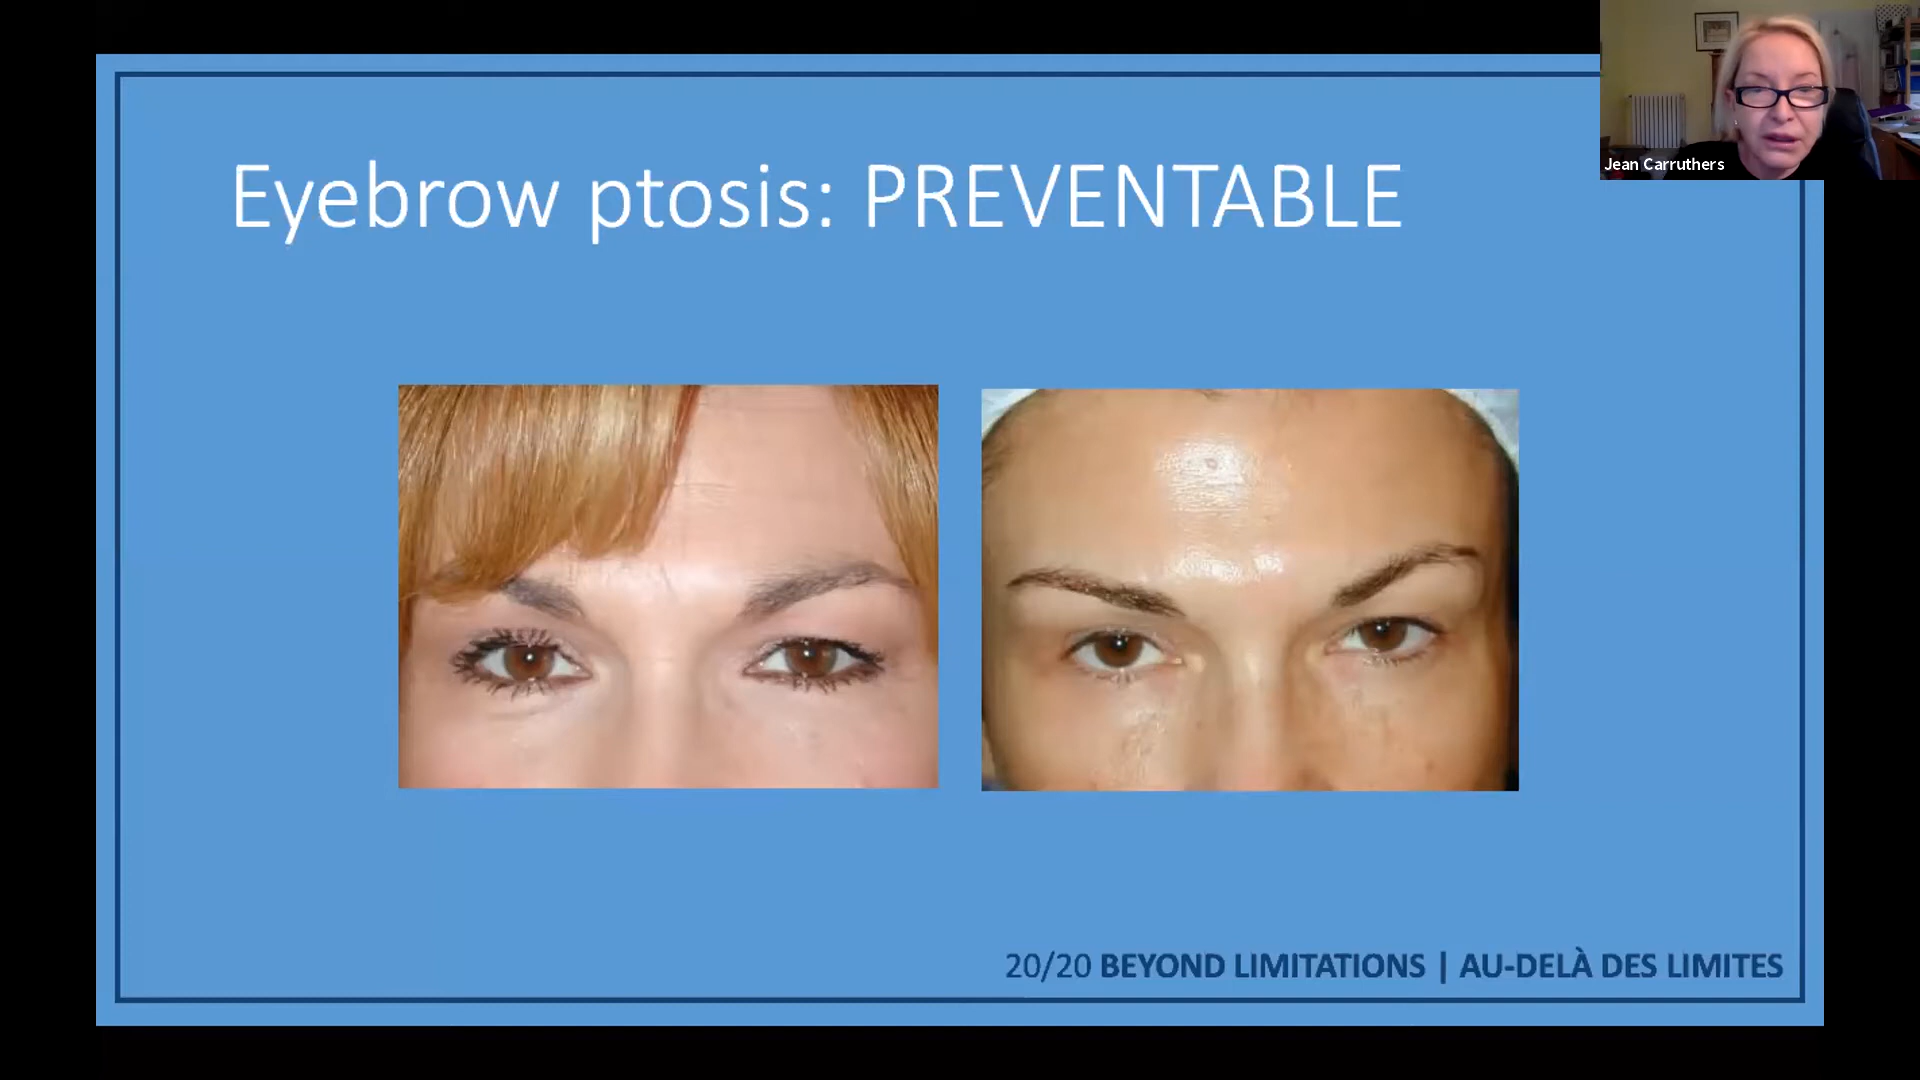 Jean Carruthers
Eyebrow ptosis: PREVENTABLE
20/20 BEYOND LIMITATIONS | AU-DELÀ DES LIMITES